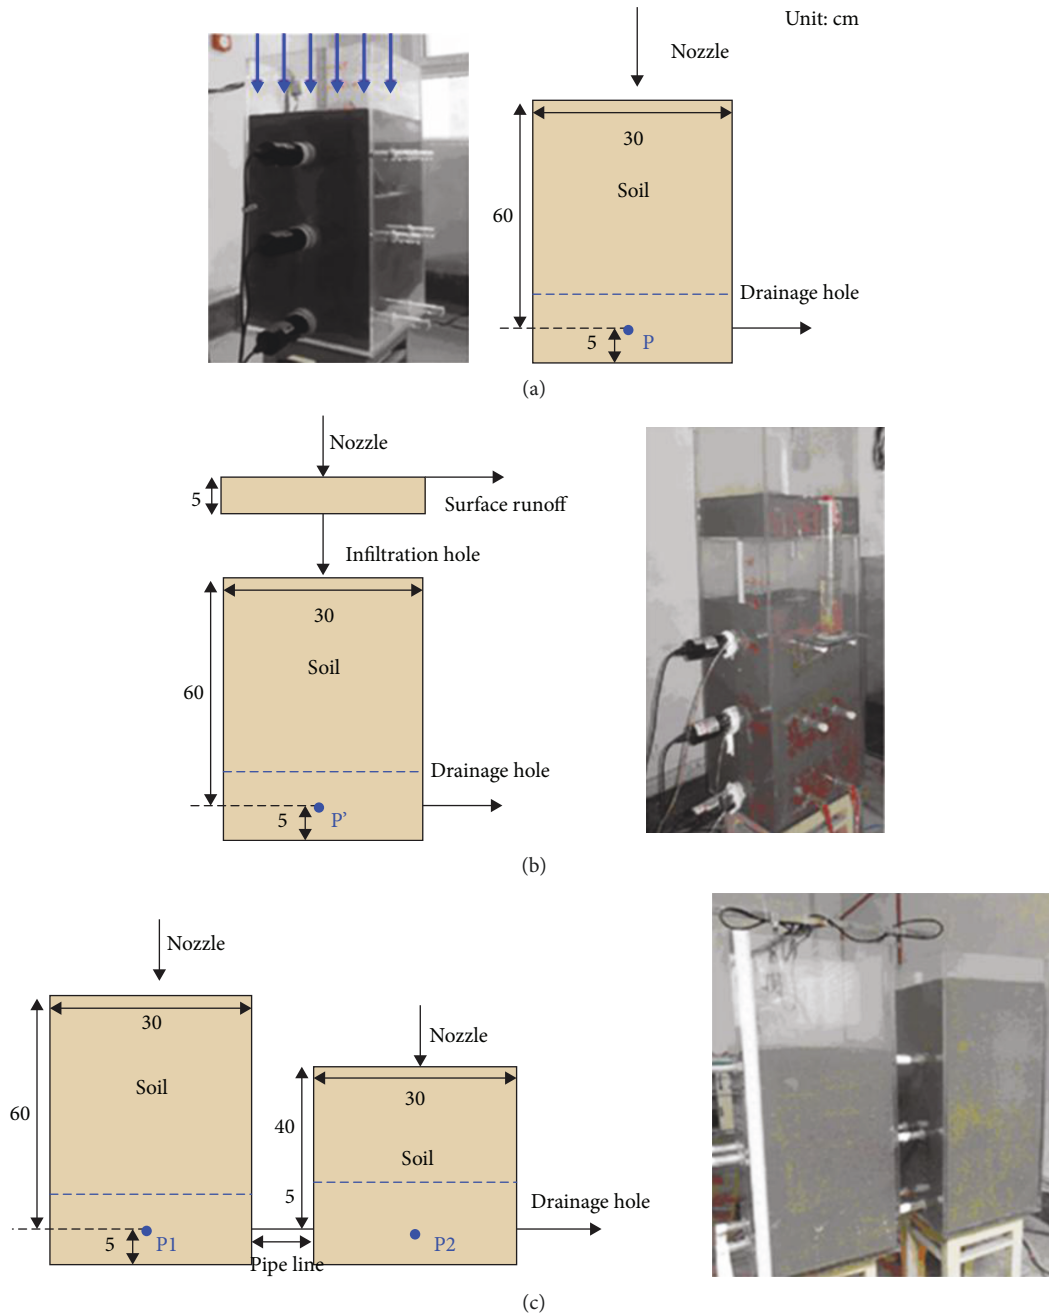 Unit: cm
Nozzle
30
Soil
60
Drainage hole
5
P
(a)
Nozzle
5
Surface runoff
Infiltration hole
30
Soil
60
Drainage hole
5
P’
(b)
Nozzle
30
Nozzle
Soil
30
60
40
Soil
5
Drainage hole
5
P1
P2
Pipe line
(c)